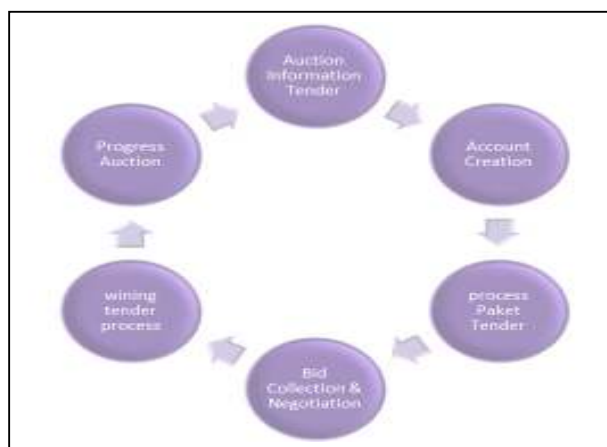 Auction
Information
Tender
Account
Creation
process
Paket
Tender
Bid
Collection &
Negotiation
wining
tender
process
Progress
Auction